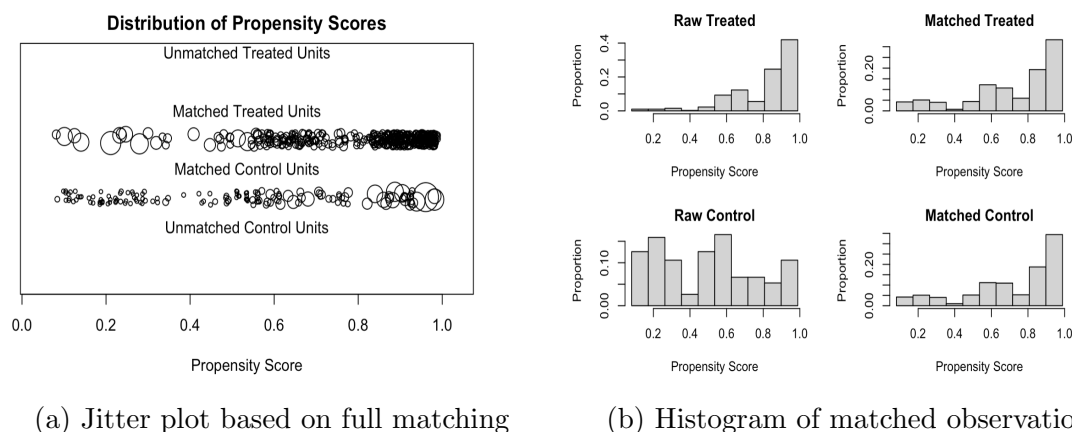 Distribution of Propensity Scores
Unmatched Treated Units
Matched Treated Units
Matched Control Units
Unmatched Control Units
0.0 0.2 0.4 0.6 0.8 1.0
Propensity Score
(a) Jitter plot based on full matching
Raw Treated
Proportion
0.0 0.2 0.4
0.2 0.4 0.6 0.8 1.0
Propensity Score
Matched Treated
Proportion
0.00 0.20
0.2 0.4 0.6 0.8 1.0
Propensity Score
Raw Control
Proportion
0.00 0.10
0.2 0.4 0.6 0.8 1.0
Propensity Score
Matched Control
Proportion
0.00 0.20
0.2 0.4 0.6 0.8 1.0
Propensity Score
(b) Histogram of matched observatio